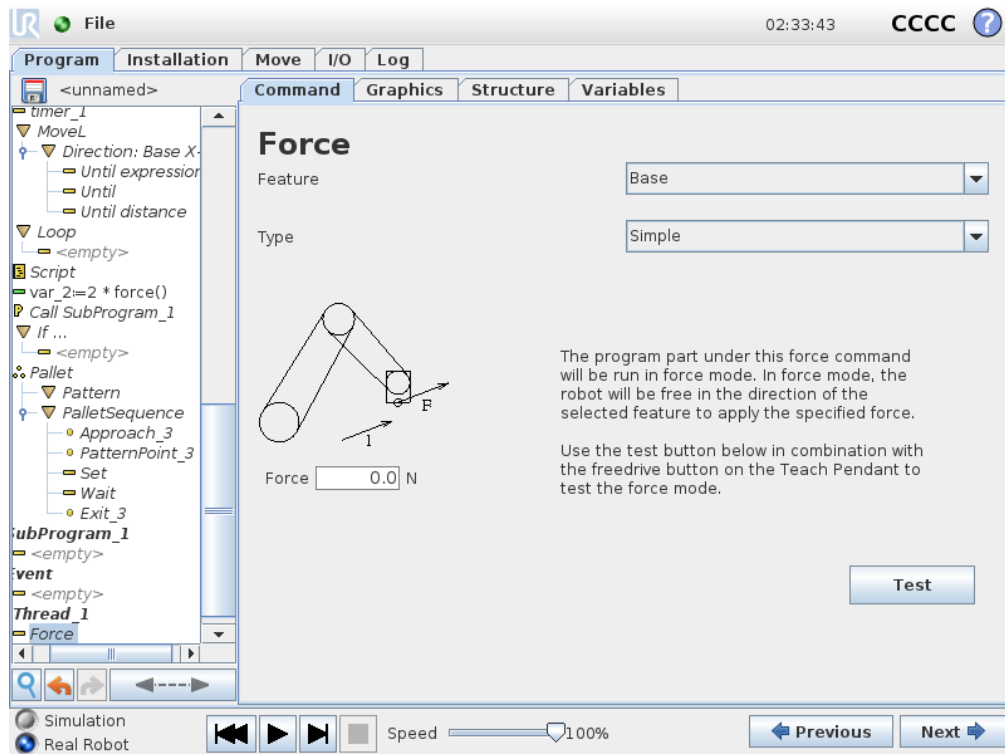 File
02:33:43
CCCC
?
Program Installation Move I/O Log
<unnamed>
Command Graphics Structure Variables
timer_1
MoveL
Direction: Base X-
Until expression
Until
Until distance
Loop
<empty>
Script
var_2:=2 * force()
Call SubProgram_1
If ...
<empty>
Pallet
Pattern
PalletSequence
Approach_3
PatternPoint_3
Set
Wait
Exit_3
SubProgram_1
<empty>
Event
<empty>
Thread_1
Force
Force
Feature
Base
Type
Simple
F
1
Force 0.0 N
The program part under this force command
will be run in force mode. In force mode, the
robot will be free in the direction of the
selected feature to apply the specified force.
Use the test button below in combination with
the freedrive button on the Teach Pendant to
test the force mode.
Test
Simulation
Real Robot
Speed 100%
Previous
Next